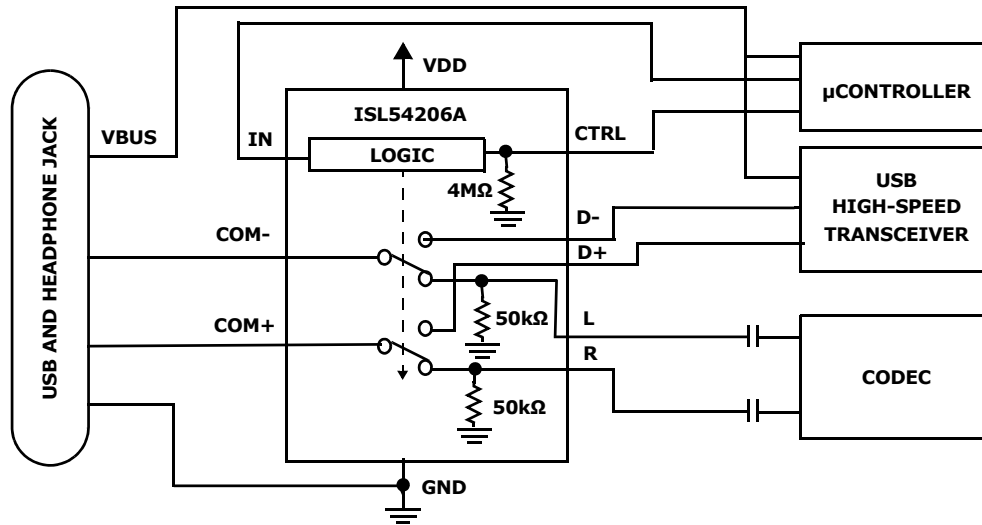 VDD
µCONTROLLER
ISL54206A
VBUS
IN
CTRL
LOGIC
4MΩ
USB
HIGH-SPEED
TRANSCEIVER
D-
COM-
D+
USB AND HEADPHONE JACK
50kΩ
L
COM+
R
CODEC
50kΩ
GND